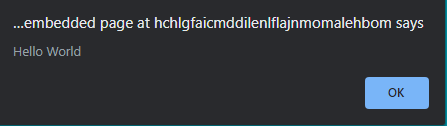 ...embedded page at hchlgfaicmddilenlflajnmomalehbom says
Hello World
OK